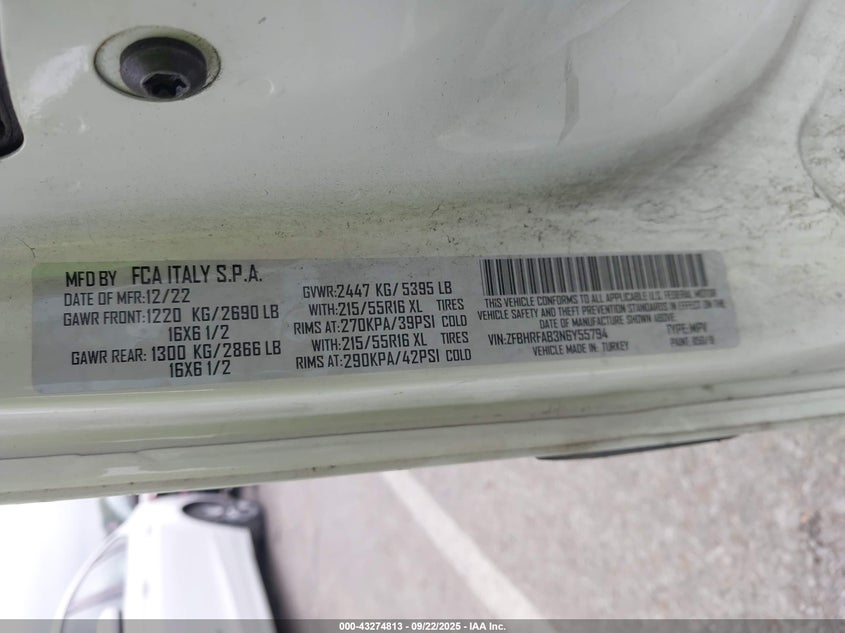 MFD BY FCA ITALY S.P.A.
DATE OF MFR:12/22
GAWR FRONT:1220 KG/2690 LB
16X6 1/2
GAWR REAR: 1300 KG/2866 LB
16X6 1/2
GVWR:2447 KG/ 5395 LB
WITH:215/55R16 XL TIRES
RIMS AT:270KPA/39PSI COLD
WITH:215/55R16 XL TIRES
RIMS AT:290KPA/42PSI COLD
THIS VEHICLE CONFORMS TO ALL APPLICABLE U.S. FEDERAL MOTOR
VEHICLE SAFETY, BUMPER, AND THEFT PREVENTION STANDARDS
IN EFFECT ON THE DATE OF MANUFACTURE SHOWN ABOVE.
VIN:ZFBHRFAB3N6Y55794 TYPE: MPV
VEHICLE MADE IN: TURKEY
000-43274813 - 09/22/2025 - IAA Inc.